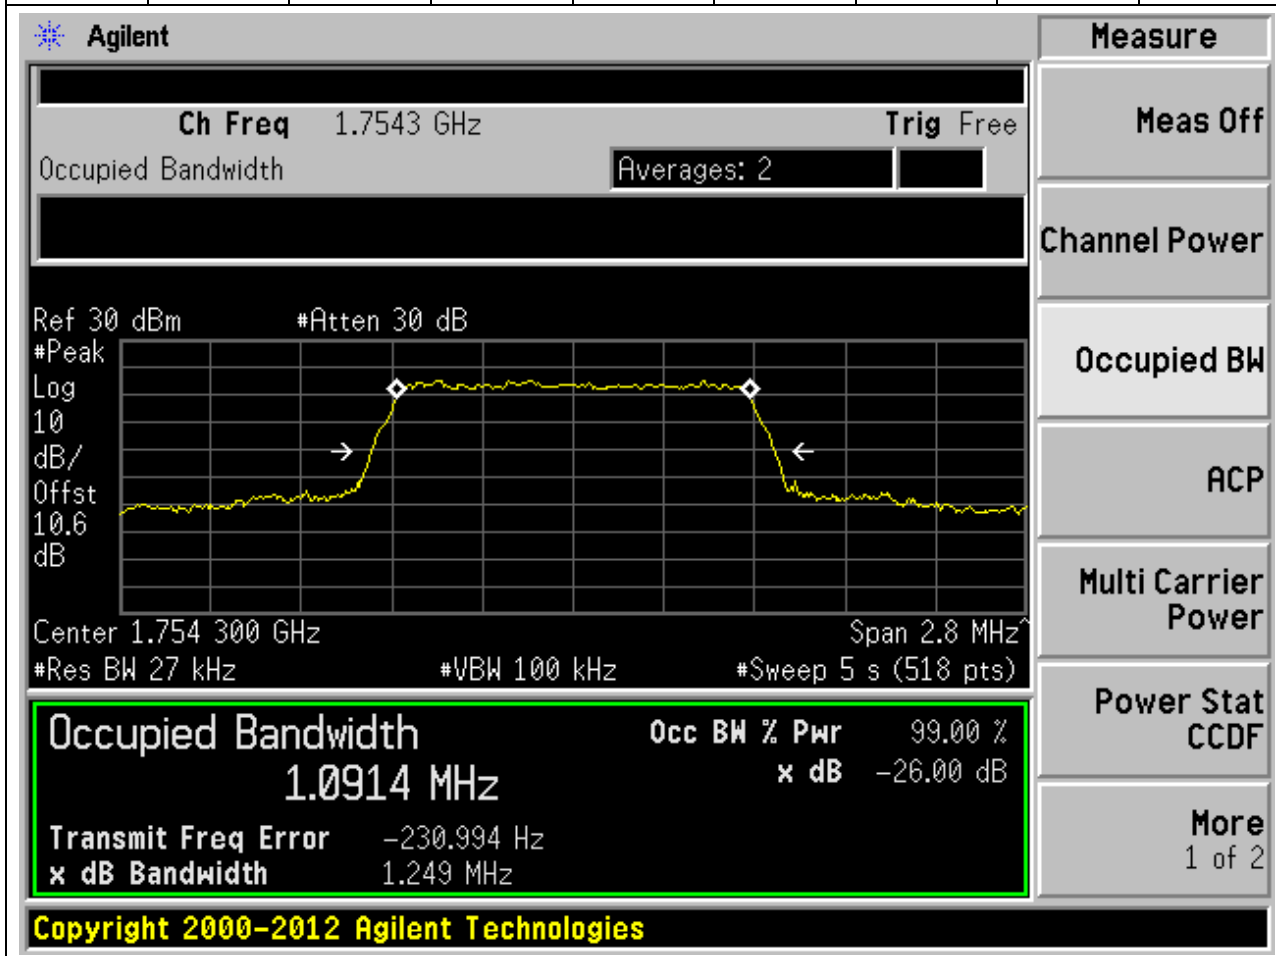 Agilent
Measure
Ch Freq 1.7543 GHz Trig Free
Occupied Bandwidth Averages: 2
Ref 30 dBm #Atten 30 dB
#Peak
Log
10
dB/
Offst
10.6
dB
Center 1.754 300 GHz Span 2.8 MHz^
#Res BW 27 kHz #VBW 100 kHz #Sweep 5 s (518 pts)
Occupied Bandwidth Occ BW % Pwr 99.00 %
1.0914 MHz x dB -26.00 dB
Transmit Freq Error -230.994 Hz
x dB Bandwidth 1.249 MHz
Copyright 2000-2012 Agilent Technologies
Meas Off
Channel Power
Occupied BW
ACP
Multi Carrier
Power
Power Stat
CCDF
More
1 of 2